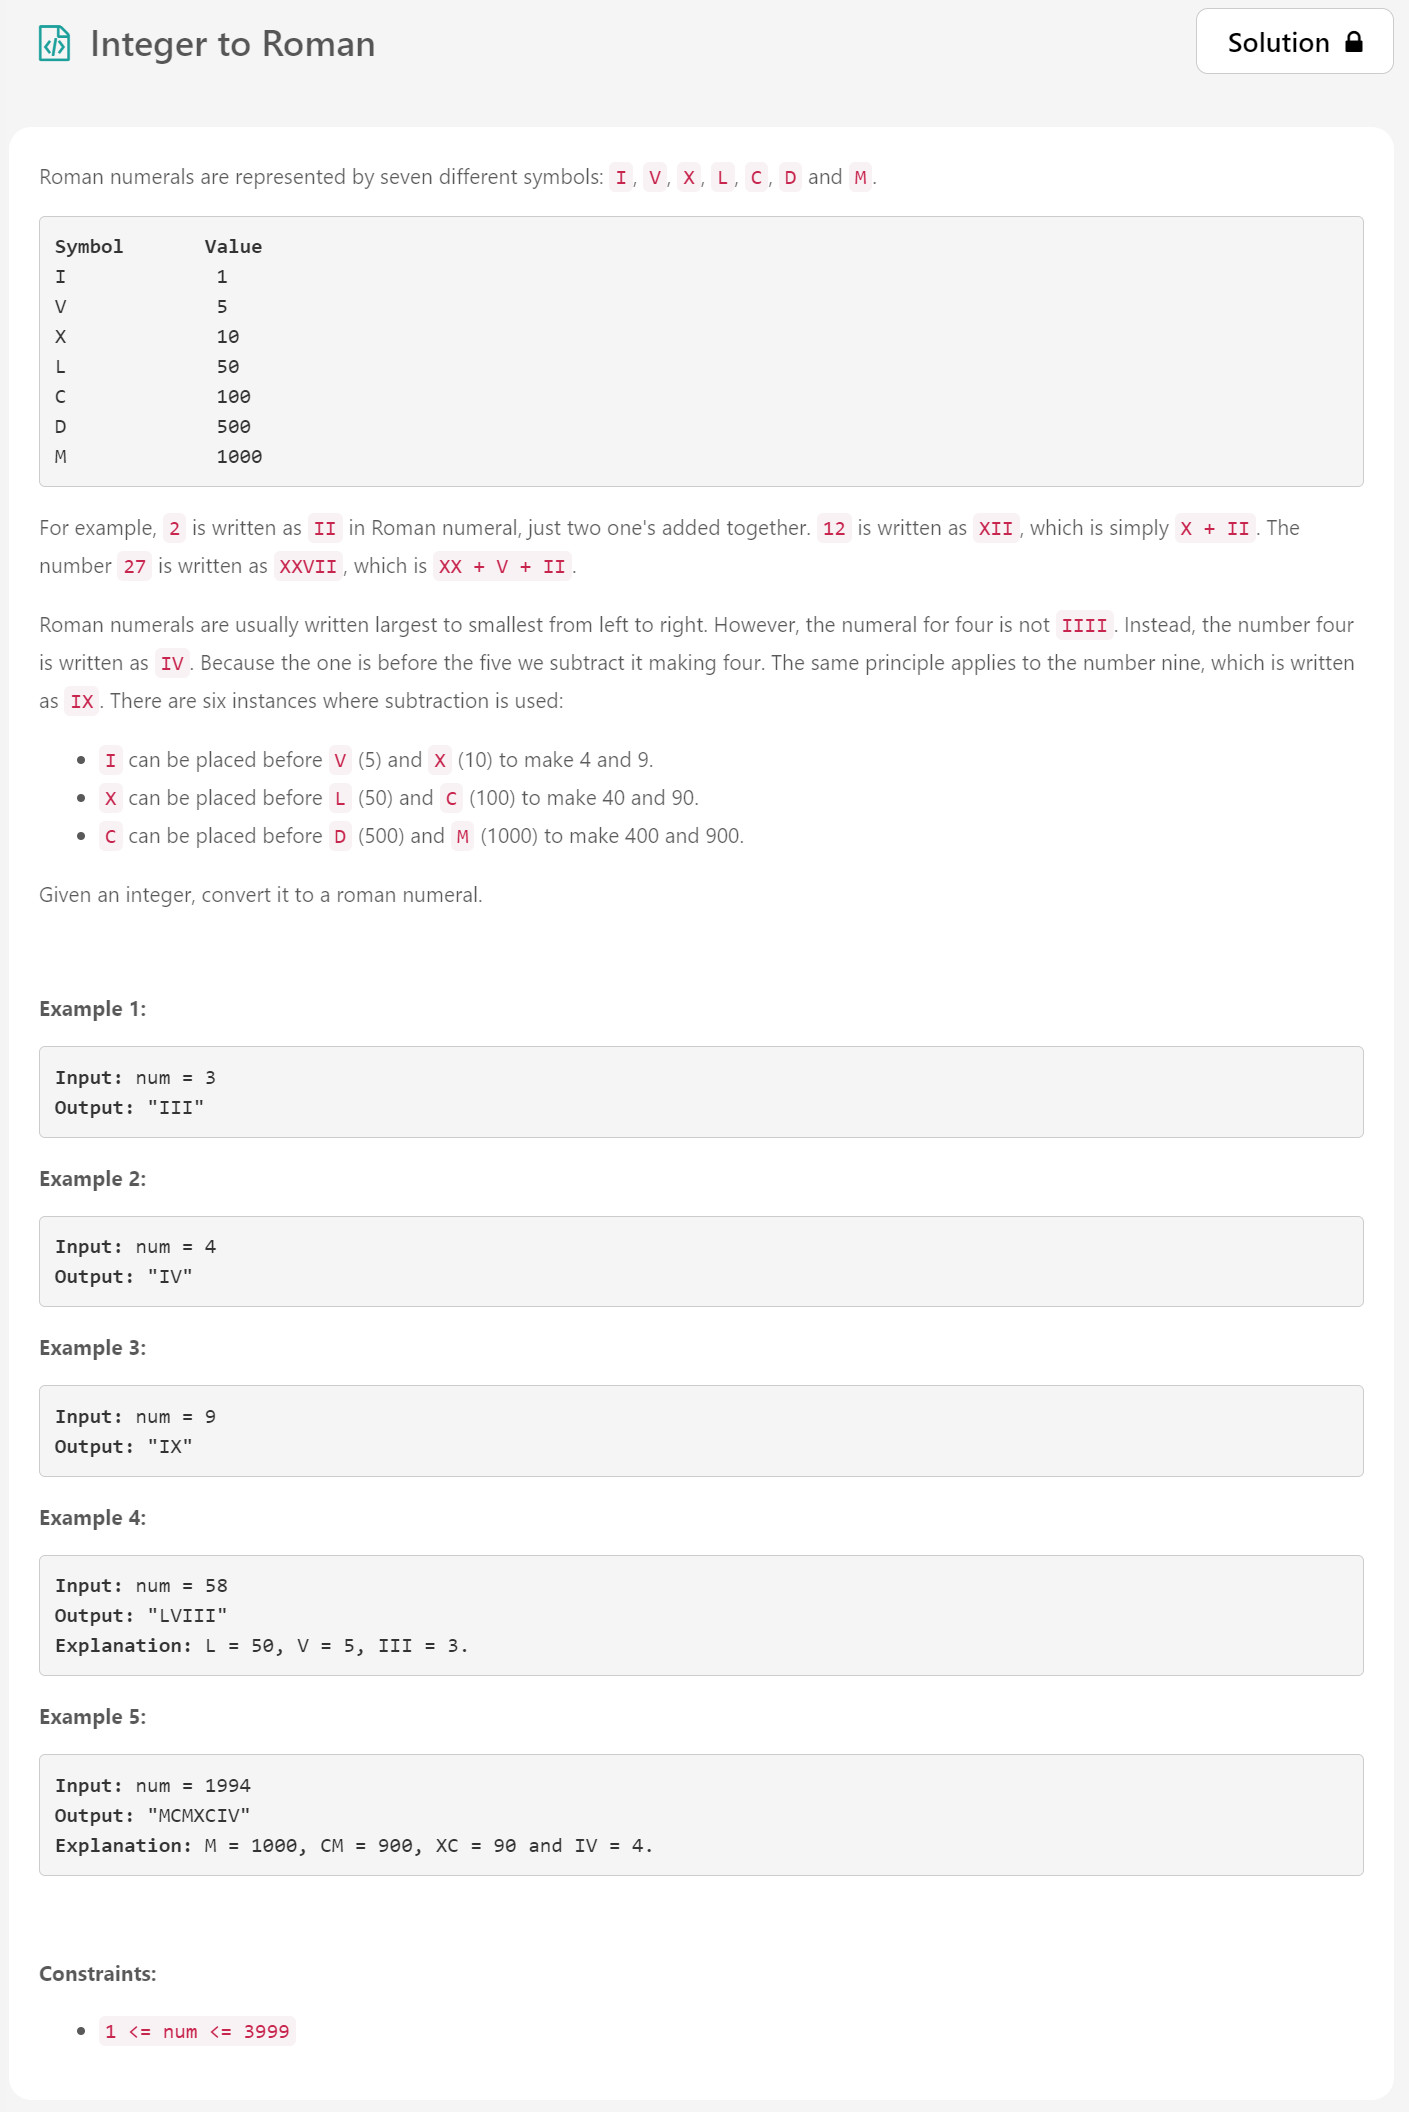 Integer to Roman
Solution
Roman numerals are represented by seven different symbols: I, V, X, L, C, D and M.
Symbol Value
I 1
V 5
X 10
L 50
C 100
D 500
M 1000
For example, 2 is written as II in Roman numeral, just two one's added together. 12 is written as XII, which is simply X + II. The
number 27 is written as XXVII, which is XX + V + II.
Roman numerals are usually written largest to smallest from left to right. However, the numeral for four is not IIII. Instead, the number four
is written as IV. Because the one is before the five we subtract it making four. The same principle applies to the number nine, which is written
as IX. There are six instances where subtraction is used:
• I can be placed before V (5) and X (10) to make 4 and 9.
• X can be placed before L (50) and C (100) to make 40 and 90.
• C can be placed before D (500) and M (1000) to make 400 and 900.
Given an integer, convert it to a roman numeral.
Example 1:
Input: num = 3
Output: "III"
Example 2:
Input: num = 4
Output: "IV"
Example 3:
Input: num = 9
Output: "IX"
Example 4:
Input: num = 58
Output: "LVIII"
Explanation: L = 50, V = 5, III = 3.
Example 5:
Input: num = 1994
Output: "MCMXCIV"
Explanation: M = 1000, CM = 900, XC = 90 and IV = 4.
Constraints:
• 1 <= num <= 3999